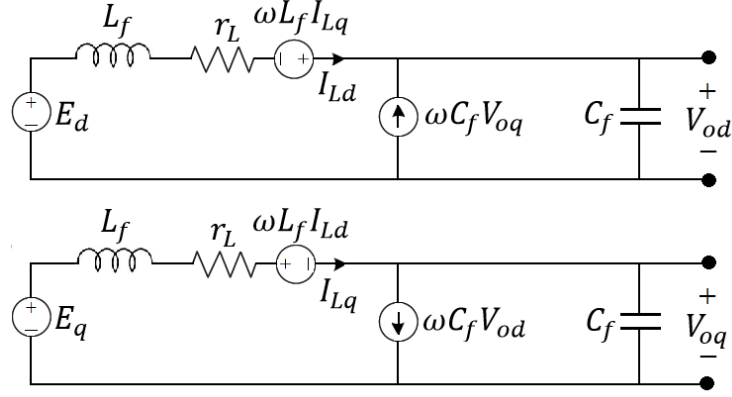 L_f r_L ωL_f I_Lq
+ − E_d − + I_Ld ωC_f V_oq C_f + V_od −
L_f r_L ωL_f I_Ld
+ − E_q + − I_Lq ωC_f V_od C_f + V_oq −